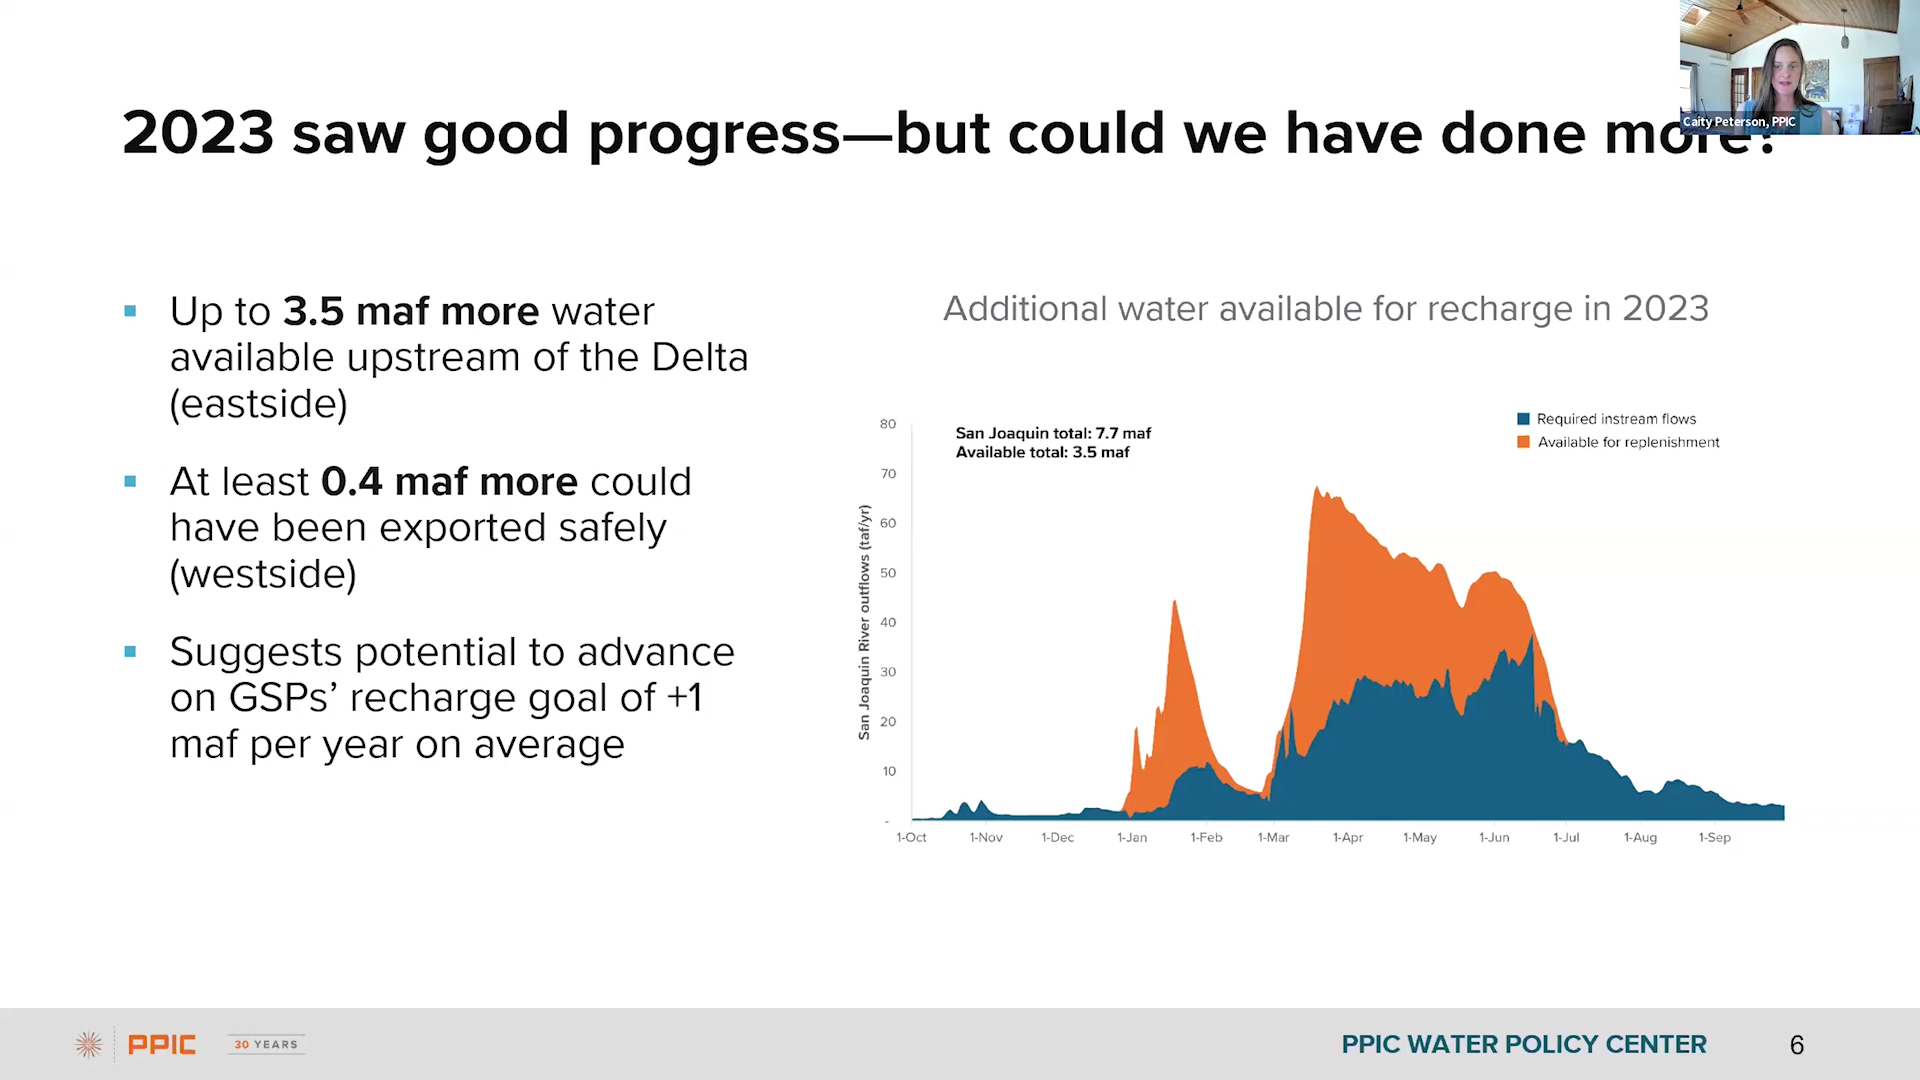 Caity Peterson, PPIC
2023 saw good progress—but could we have done more?
Up to 3.5 maf more water
available upstream of the Delta
(eastside)
At least 0.4 maf more could
have been exported safely
(westside)
Suggests potential to advance
on GSPs’ recharge goal of +1
maf per year on average
Additional water available for recharge in 2023
San Joaquin total: 7.7 maf
Available total: 3.5 maf
Required instream flows
Available for replenishment
San Joaquin River outflows (taf/yr)
80
70
60
50
40
30
20
10
-
1-Oct 1-Nov 1-Dec 1-Jan 1-Feb 1-Mar 1-Apr 1-May 1-Jun 1-Jul 1-Aug 1-Sep
PPIC
30 YEARS
PPIC WATER POLICY CENTER
6